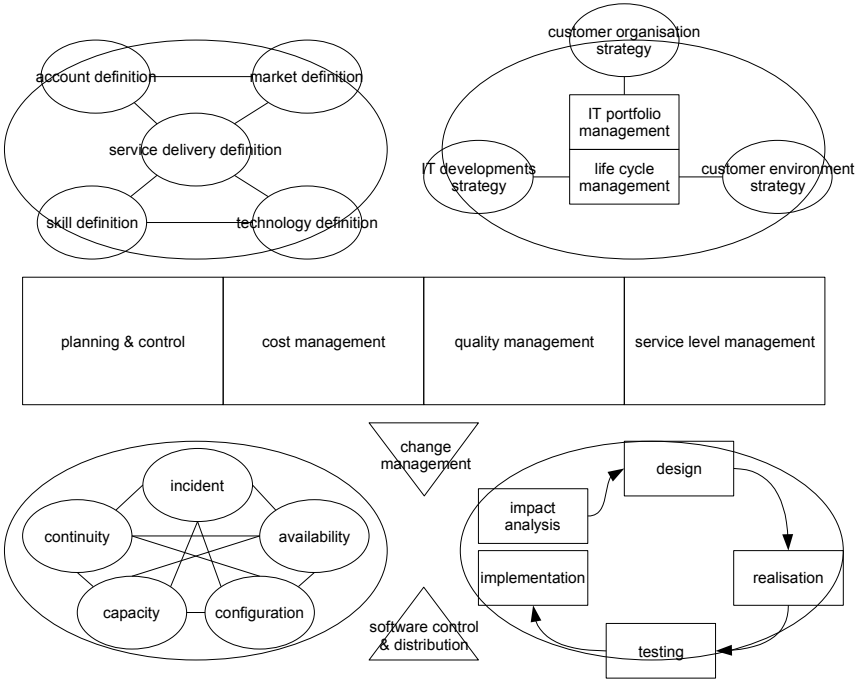 account definition
market definition
service delivery definition
skill definition
technology definition
customer organisation
strategy
IT portfolio
management
IT developments
strategy
life cycle
management
customer environment
strategy
planning & control
cost management
quality management
service level management
incident
continuity
availability
capacity
configuration
change
management
software control
& distribution
impact
analysis
design
implementation
realisation
testing